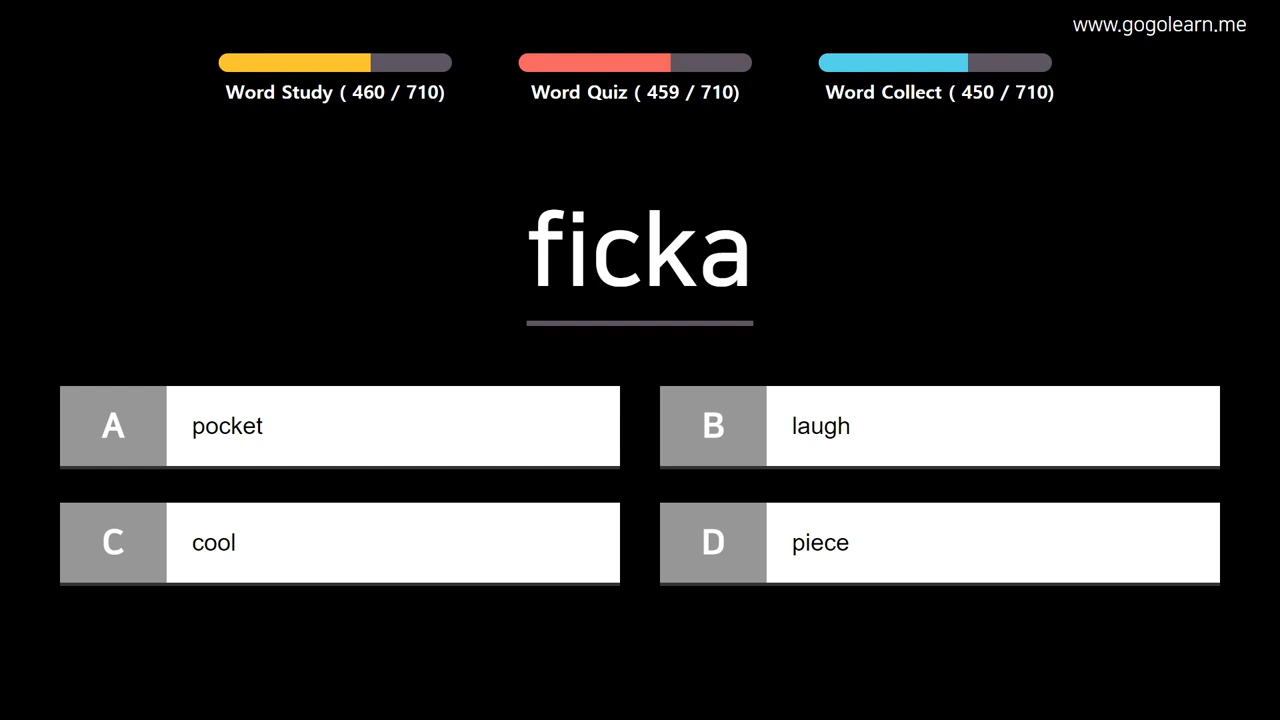 www.gogolearn.me
Word Study ( 460 / 710)
Word Quiz ( 459 / 710)
Word Collect ( 450 / 710)
ficka
A pocket
B laugh
C cool
D piece